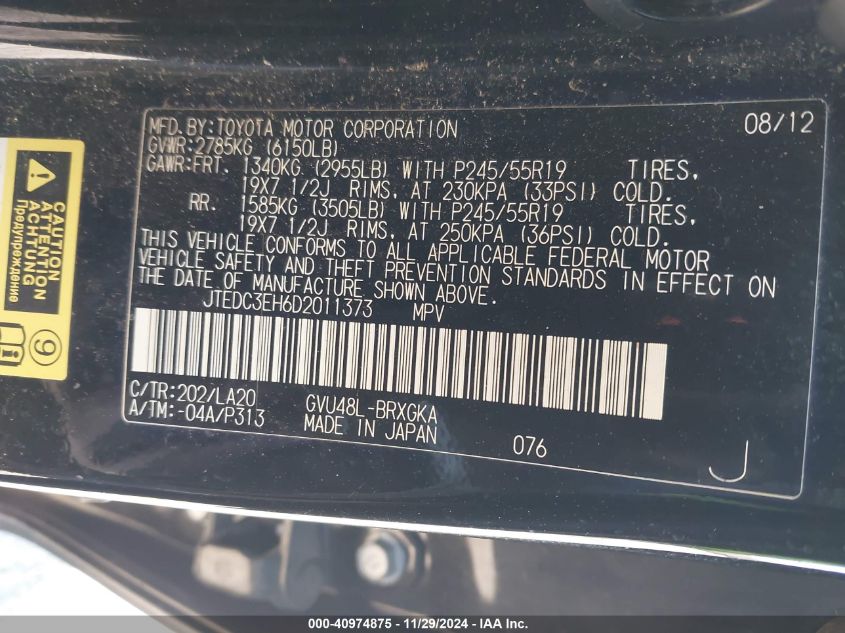 MFD.BY:TOYOTA MOTOR CORPORATION 08/12
GVWR:2785KG (6150LB)
GAWR:FRT. 1340KG (2955LB) WITH P245/55R19 TIRES,
19X7 1/2J RIMS, AT 230KPA (33PSI) COLD.
RR. 1585KG (3505LB) WITH P245/55R19 TIRES,
19X7 1/2J RIMS, AT 250KPA (36PSI) COLD.
THIS VEHICLE CONFORMS TO ALL APPLICABLE FEDERAL MOTOR
VEHICLE SAFETY AND THEFT PREVENTION STANDARDS IN EFFECT ON
THE DATE OF MANUFACTURE SHOWN ABOVE.
JTEDC3EH6D2011373 MPV
C/TR:202/LA20 GVU48L-BRXGKA
A/TM:-04A/P313 MADE IN JAPAN 076 J
CAUTION
ATTENTION
ACHTUNG
Предупреждение
9
000-40974875 - 11/29/2024 - IAA Inc.